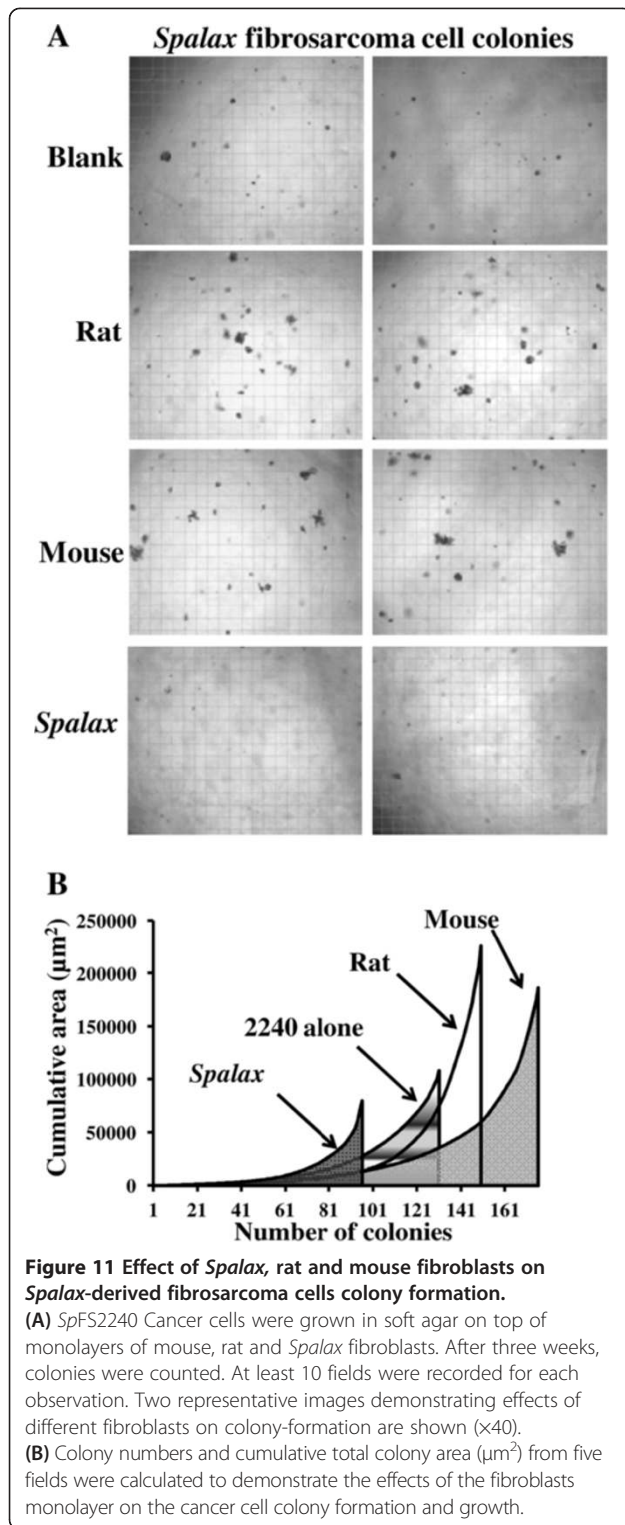 A Spalax fibrosarcoma cell colonies
Blank
Rat
Mouse
Spalax
B
Cumulative area (µm²)
250000
200000
150000
100000
50000
0
Mouse
Rat
2240 alone
Spalax
1 21 41 61 81 101 121 141 161
Number of colonies
Figure 11 Effect of Spalax, rat and mouse fibroblasts on
Spalax-derived fibrosarcoma cells colony formation.
(A) SpFS2240 Cancer cells were grown in soft agar on top of
monolayers of mouse, rat and Spalax fibroblasts. After three weeks,
colonies were counted. At least 10 fields were recorded for each
observation. Two representative images demonstrating effects of
different fibroblasts on colony-formation are shown (×40).
(B) Colony numbers and cumulative total colony area (µm²) from five
fields were calculated to demonstrate the effects of the fibroblasts
monolayer on the cancer cell colony formation and growth.